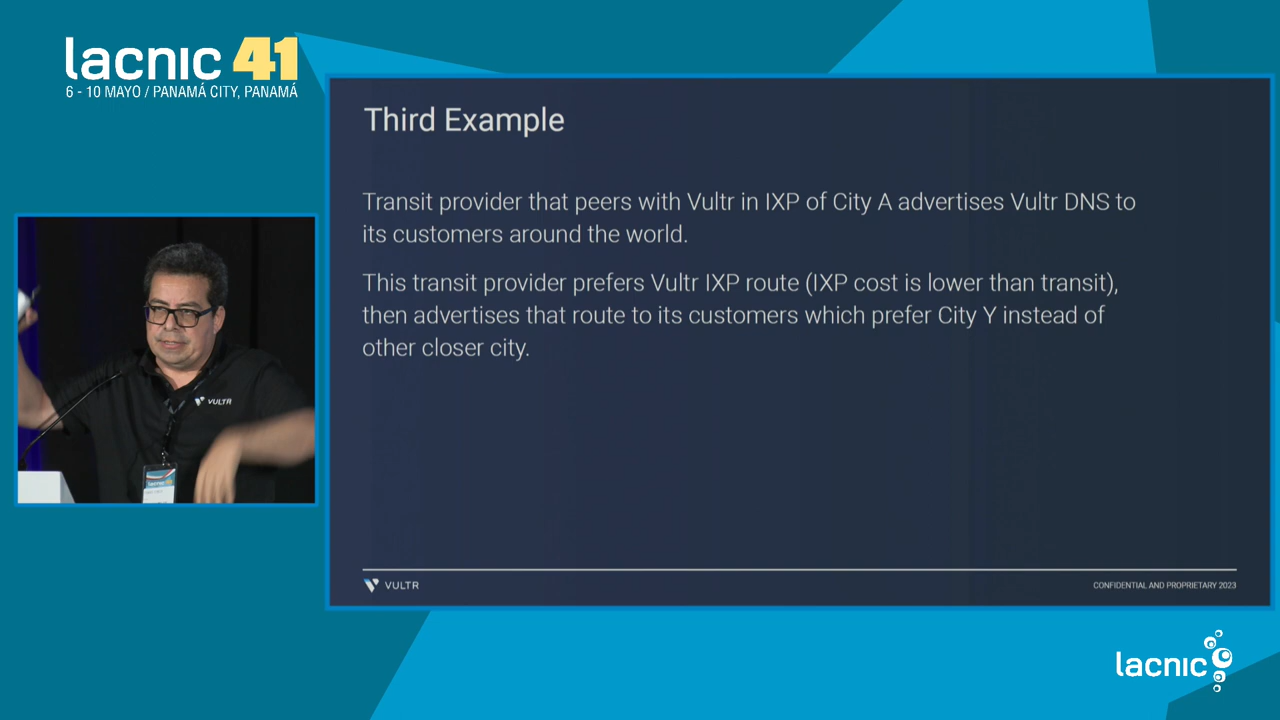 lacnic 41
6 - 10 MAYO / PANAMÁ CITY, PANAMÁ
Third Example
Transit provider that peers with Vultr in IXP of City A advertises Vultr DNS to
its customers around the world.
This transit provider prefers Vultr IXP route (IXP cost is lower than transit),
then advertises that route to its customers which prefer City Y instead of
other closer city.
VULTR
lacnic
VULTR
CONFIDENTIAL AND PROPRIETARY 2023
lacnic